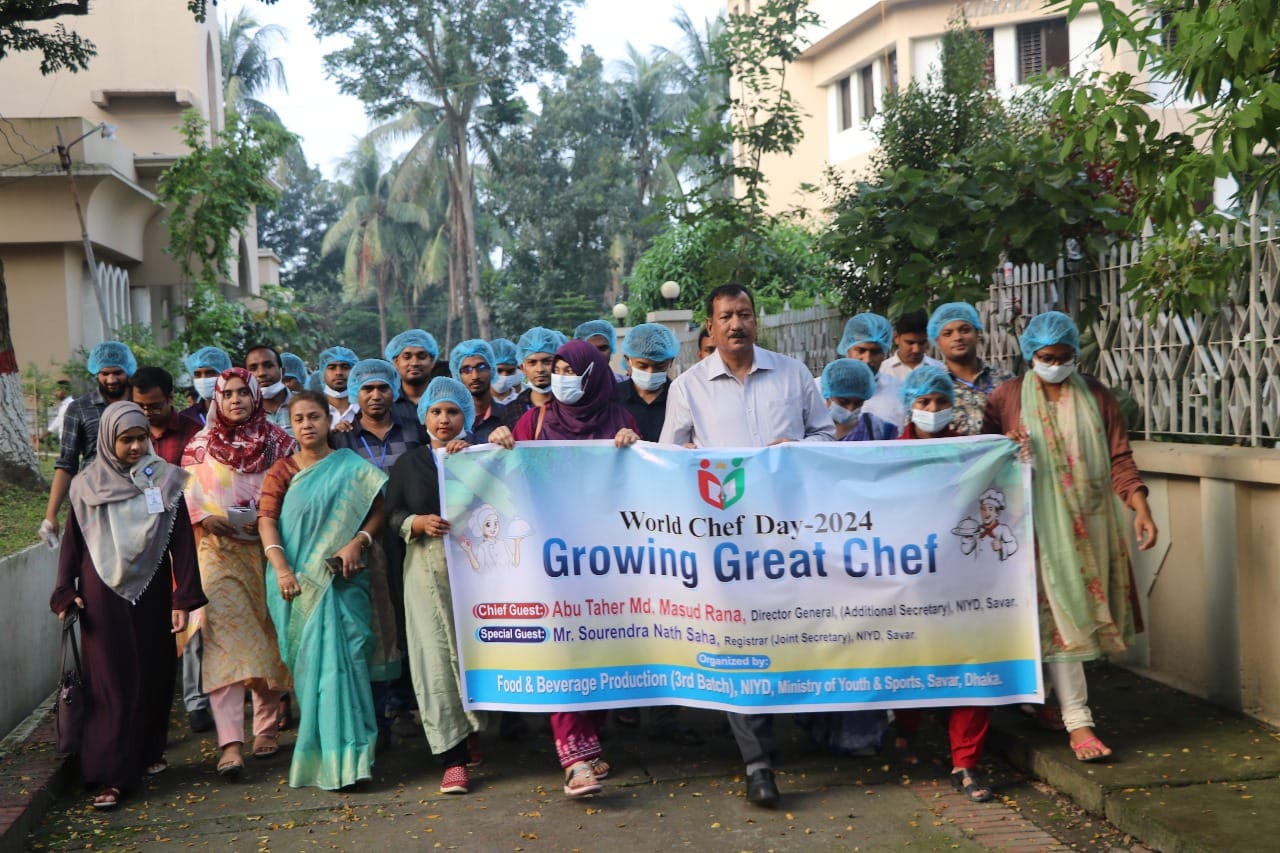 LIBRARY
World Chef Day-2024
Growing Great Chef
Chief Guest: Abu Taher Md. Masud Rana, Director General, (Additional Secretary), NIYD, Savar.
Special Guest: Mr. Sourendra Nath Saha, Registrar (Joint Secretary), NIYD, Savar.
Organized by:
Food & Beverage Production (3rd Batch), NIYD, Ministry of Youth & Sports, Savar, Dhaka.